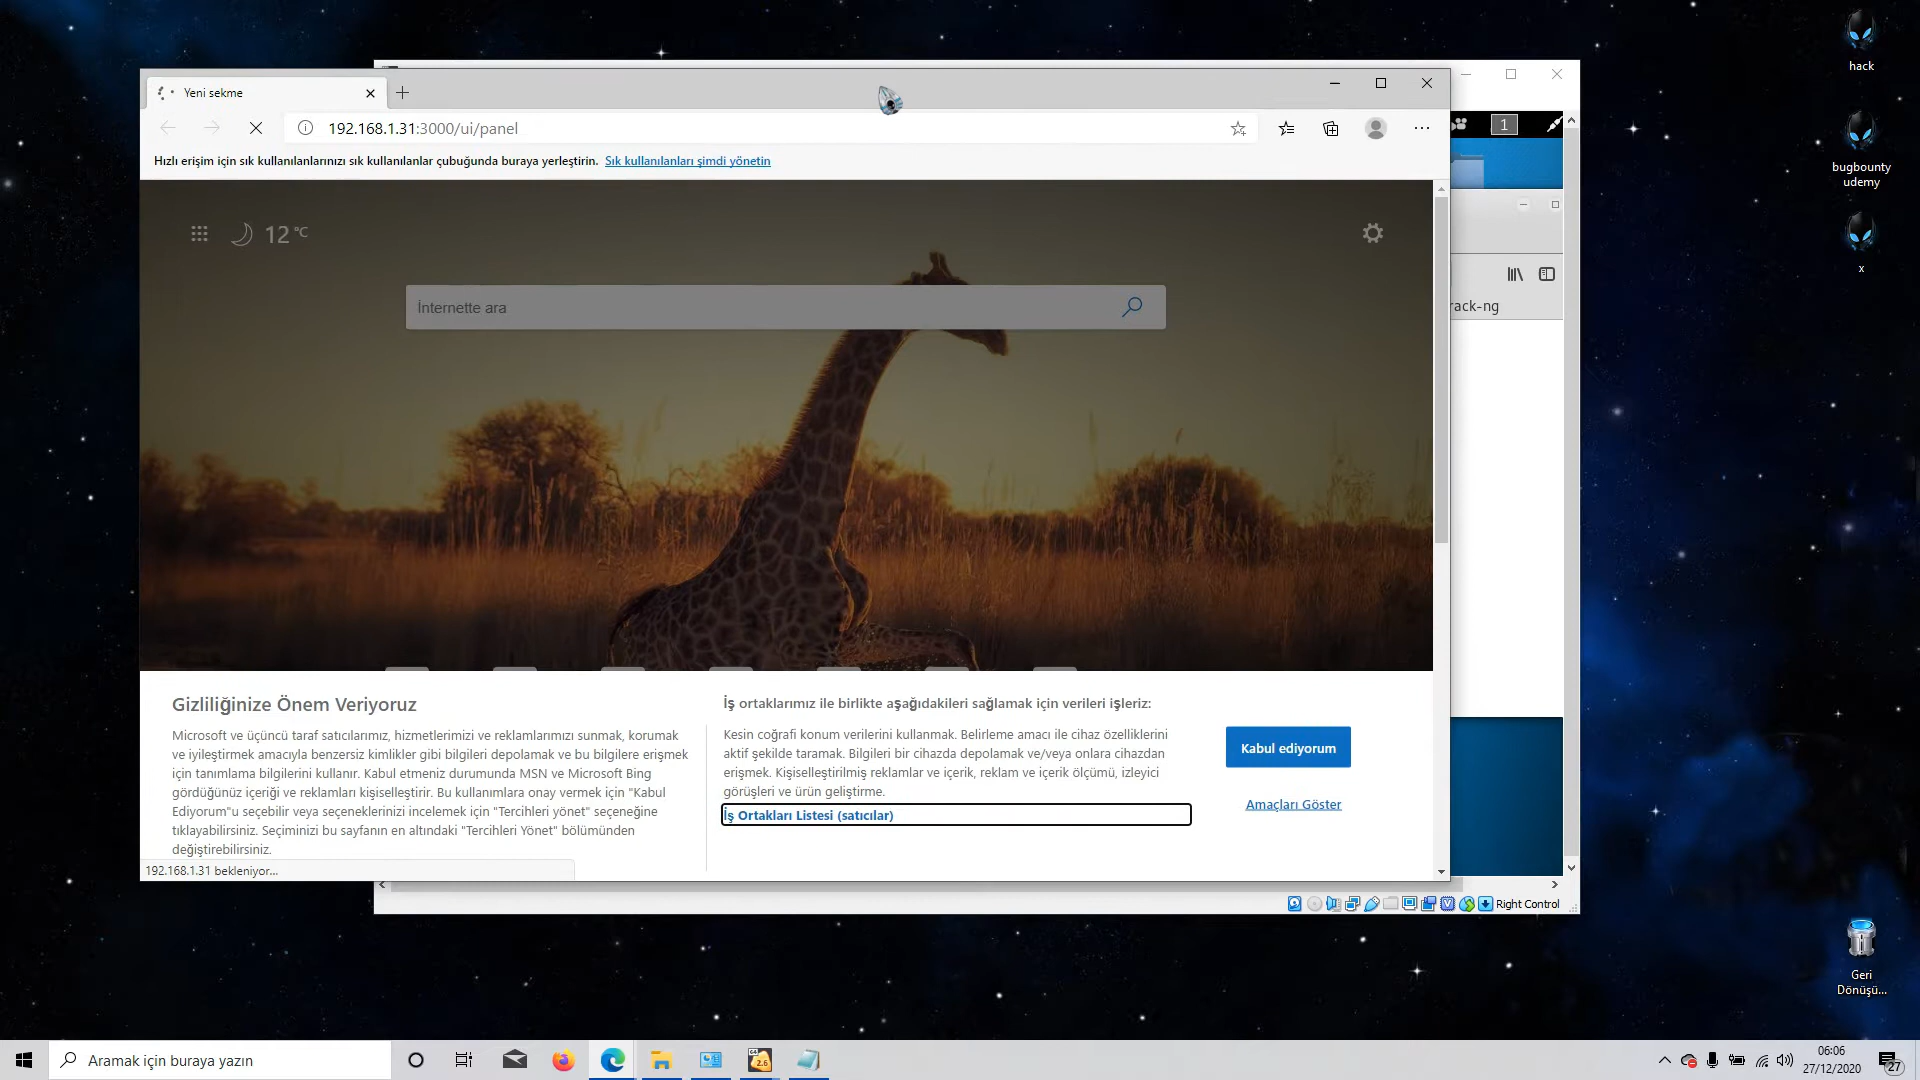 hack
Yeni sekme
192.168.1.31:3000/ui/panel
1
Hızlı erişim için sık kullanılanlarınızı sık kullanılanlar çubuğunda buraya yerleştirin. Sık kullanılanları şimdi yönetin
bugbounty
udemy
12 °C
x
İnternette ara
rack-ng
Gizliliğinize Önem Veriyoruz
Microsoft ve üçüncü taraf satıcılarımız, hizmetlerimizi ve reklamlarımızı sunmak, korumak
ve iyileştirmek amacıyla benzersiz kimlikler gibi bilgileri depolamak ve bu bilgilere erişmek
için tanımlama bilgilerini kullanır. Kabul etmeniz durumunda MSN ve Microsoft Bing
gördüğünüz içeriği ve reklamları kişiselleştirir. Bu kullanımlara onay vermek için "Kabul
Ediyorum"u seçebilir veya seçeneklerinizi incelemek için "Tercihleri yönet" seçeneğine
tıklayabilirsiniz. Seçiminizi bu sayfanın en altındaki "Tercihleri Yönet" bölümünden
değiştirebilirsiniz.
İş ortaklarımız ile birlikte aşağıdakileri sağlamak için verileri işleriz:
Kesin coğrafi konum verilerini kullanmak. Belirleme amacı ile cihaz özelliklerini
aktif şekilde taramak. Bilgileri bir cihazda depolamak ve/veya onlara cihazdan
erişmek. Kişiselleştirilmiş reklamlar ve içerik, reklam ve içerik ölçümü, izleyici
görüşleri ve ürün geliştirme.
İş Ortakları Listesi (satıcılar)
Kabul ediyorum
Amaçları Göster
192.168.1.31 bekleniyor...
Right Control
Geri
Dönüşü...
Aramak için buraya yazın
64
2.6
06:06
27/12/2020
27